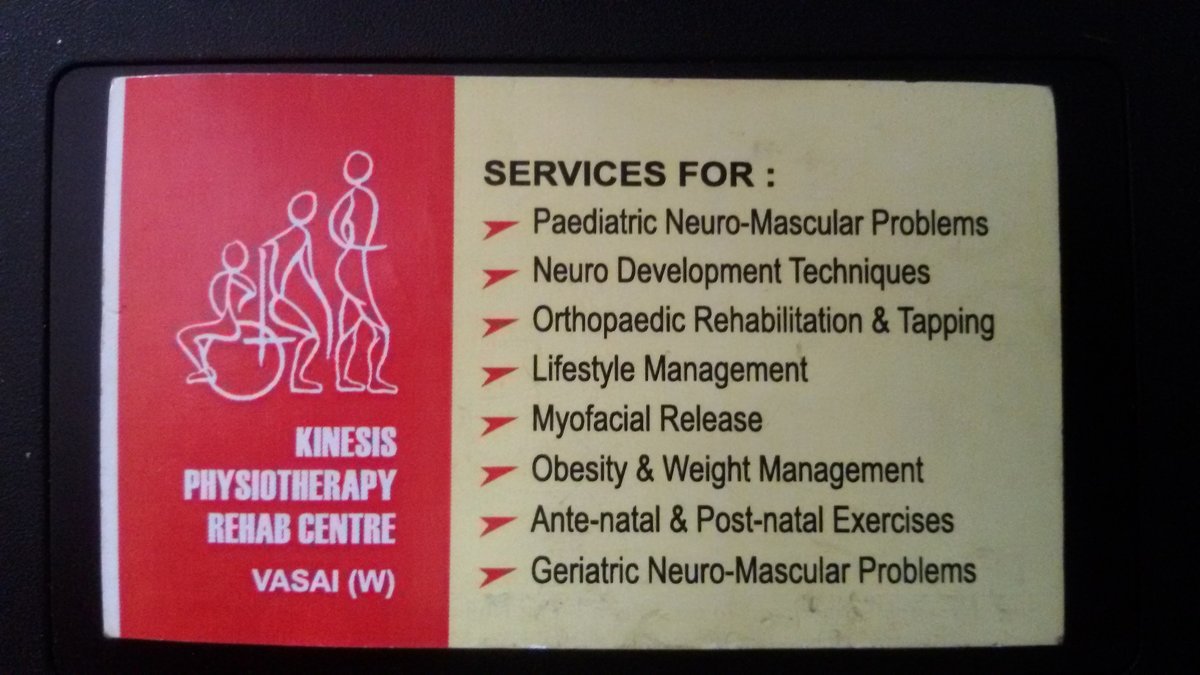 KINESIS
PHYSIOTHERAPY
REHAB CENTRE
VASAI (W)
SERVICES FOR :
Paediatric Neuro-Mascular Problems
Neuro Development Techniques
Orthopaedic Rehabilitation & Tapping
Lifestyle Management
Myofacial Release
Obesity & Weight Management
Ante-natal & Post-natal Exercises
Geriatric Neuro-Mascular Problems